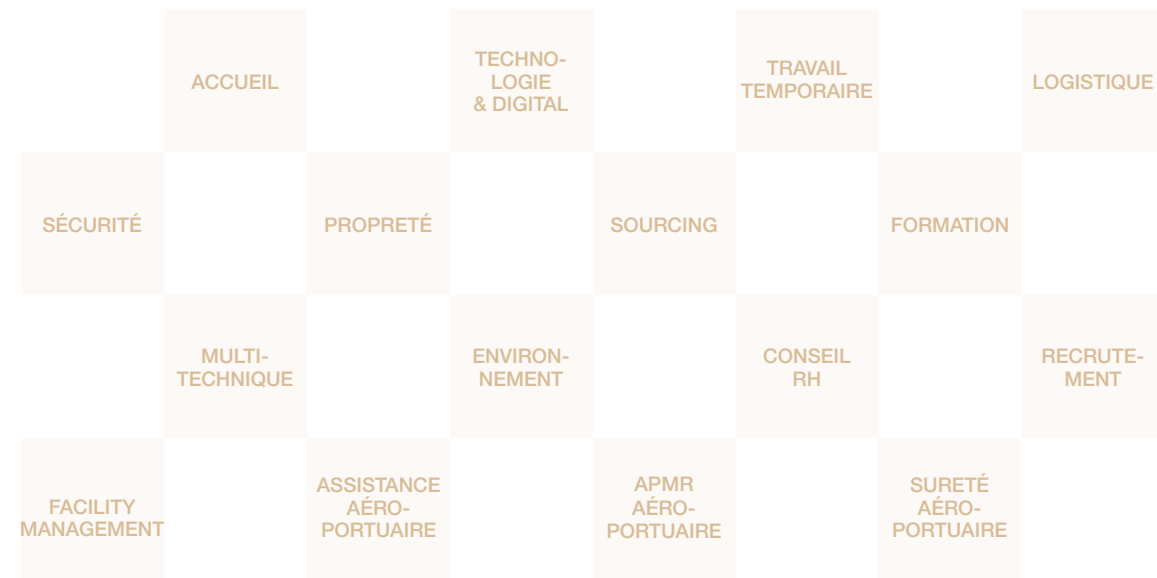 ACCUEIL
TECHNO-
LOGIE
& DIGITAL
TRAVAIL
TEMPORAIRE
LOGISTIQUE
SÉCURITÉ
PROPRETÉ
SOURCING
FORMATION
MULTI-
TECHNIQUE
ENVIRON-
NEMENT
CONSEIL
RH
RECRUTE-
MENT
FACILITY
MANAGEMENT
ASSISTANCE
AÉRO-
PORTUAIRE
APMR
AÉRO-
PORTUAIRE
SURETÉ
AÉRO-
PORTUAIRE